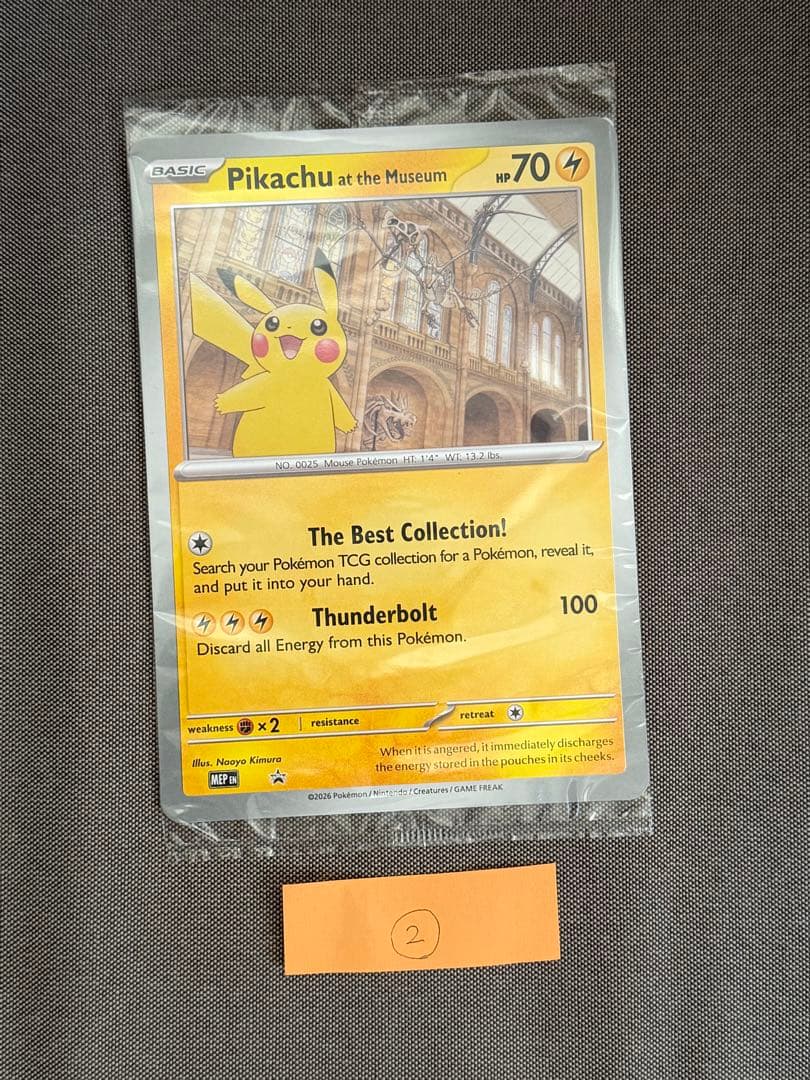 BASIC Pikachu at the Museum HP 70
NO. 0025 Mouse Pokémon HT: 1'4" WT: 13.2 lbs.
The Best Collection!
Search your Pokémon TCG collection for a Pokémon, reveal it,
and put it into your hand.
Thunderbolt 100
Discard all Energy from this Pokémon.
weakness ×2 resistance retreat
When it is angered, it immediately discharges
the energy stored in the pouches in its cheeks.
Illus. Naoyo Kimura
MEP EN
©2026 Pokémon / Nintendo / Creatures / GAME FREAK
2